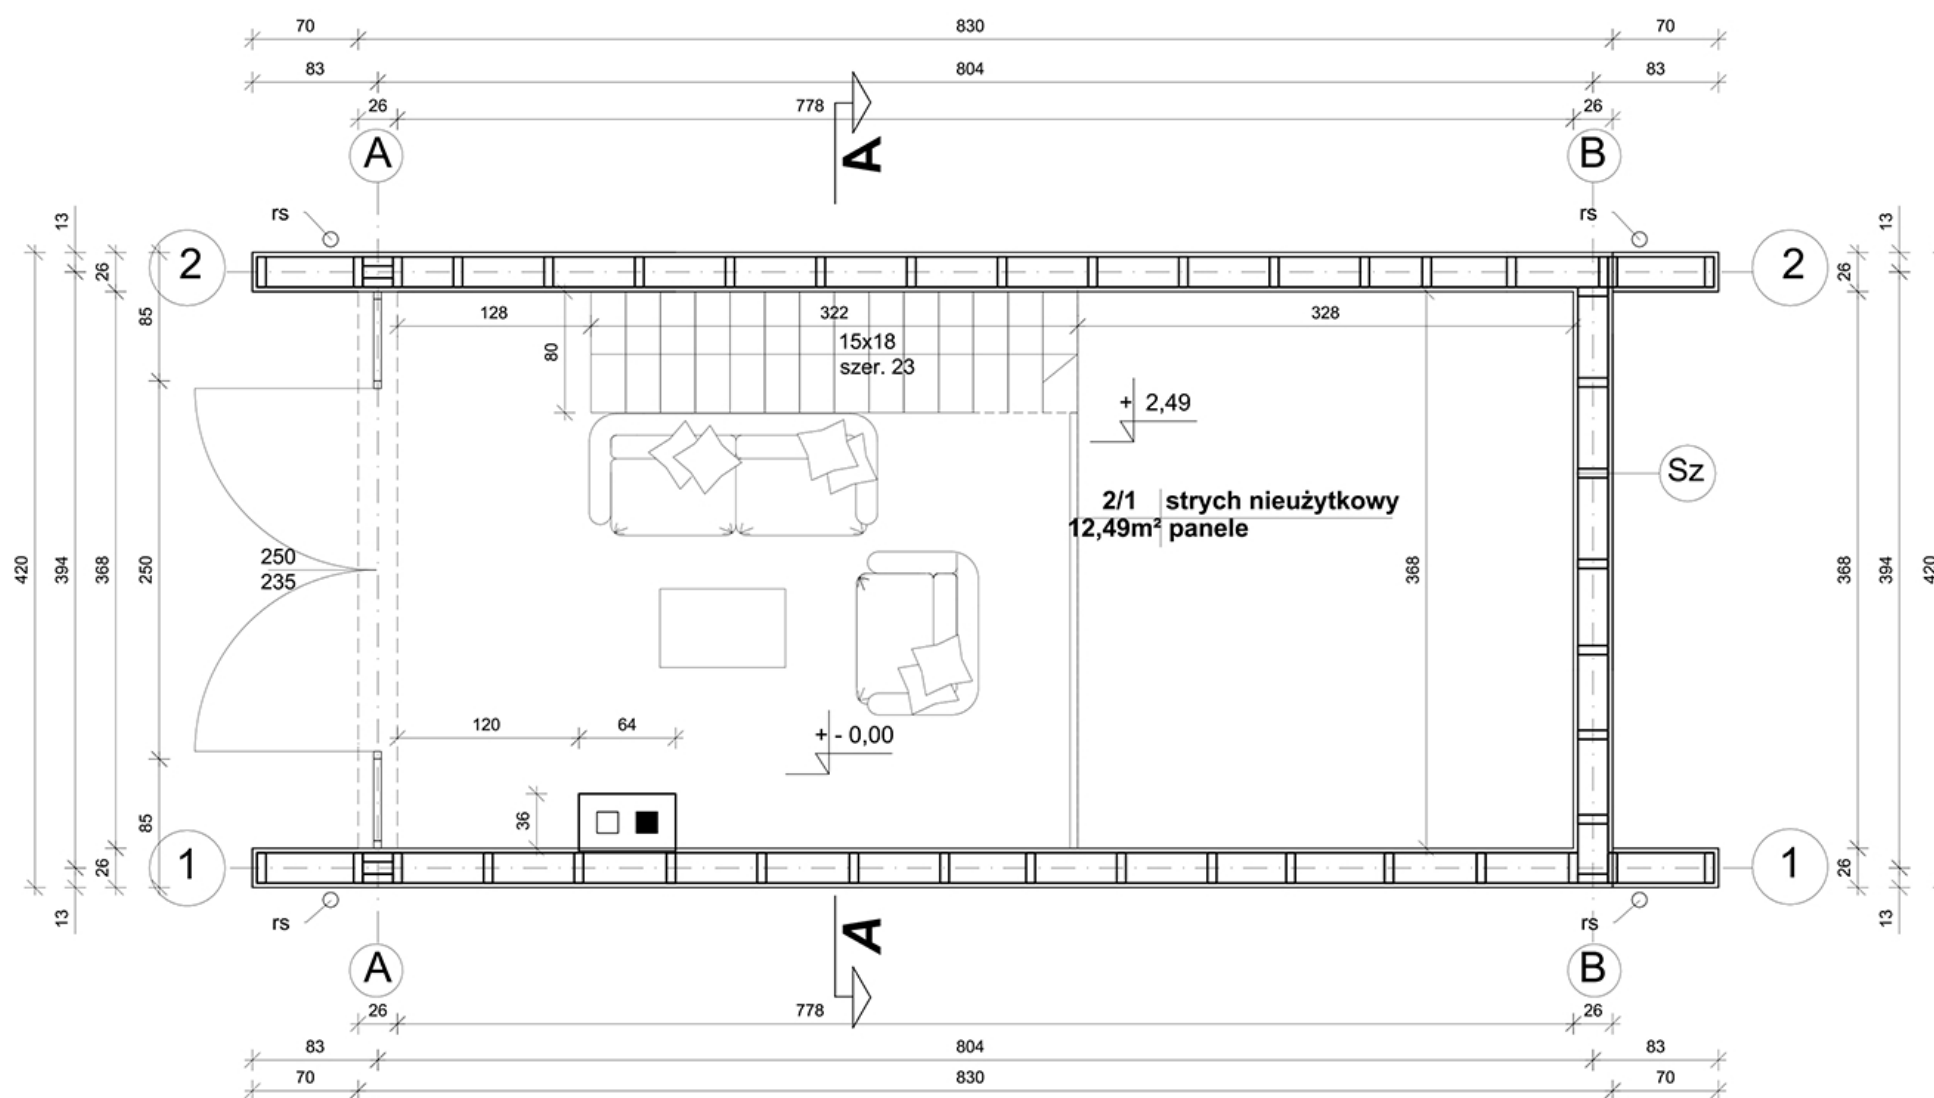 70 830 70
83 804 83
26 778 26
A A B
rs rs
13 13
2 2
26 26
85 128 322 328
80 15x18
szer. 23
+ 2,49
Sz
2/1 strych nieużytkowy
12,49m² panele
250
235
420 394 368 250 368 368 394 420
120 64
+ - 0,00
36
85
1 1
26 26
13 13
rs rs
A A B
26 778 26
83 804 83
70 830 70